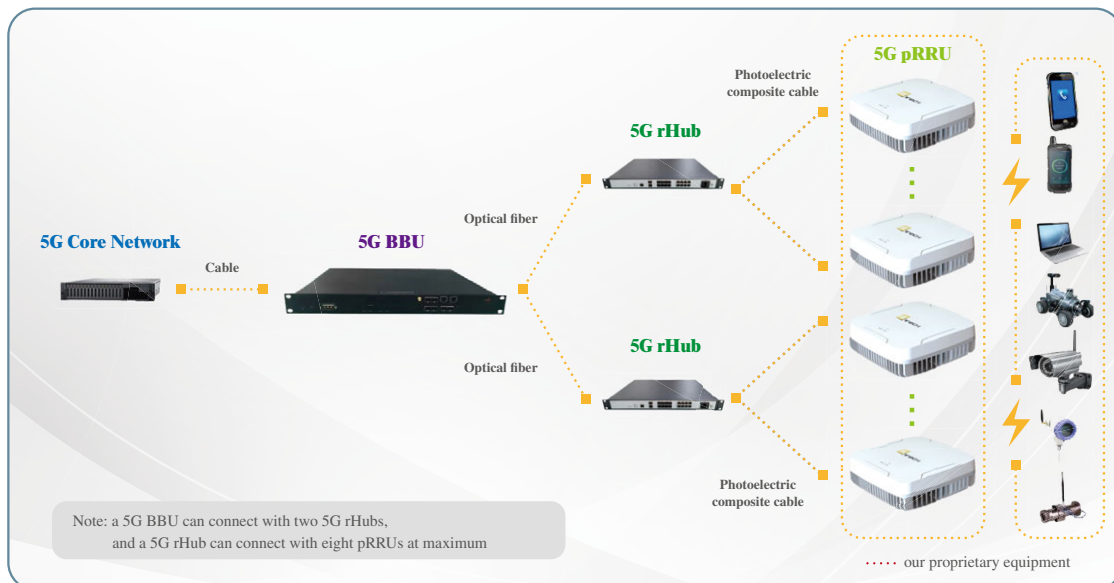 5G pRRU
Photoelectric
composite cable
5G rHub
Optical fiber
5G Core Network
5G BBU
Cable
5G rHub
Optical fiber
Photoelectric
composite cable
Note: a 5G BBU can connect with two 5G rHubs,
and a 5G rHub can connect with eight pRRUs at maximum
our proprietary equipment